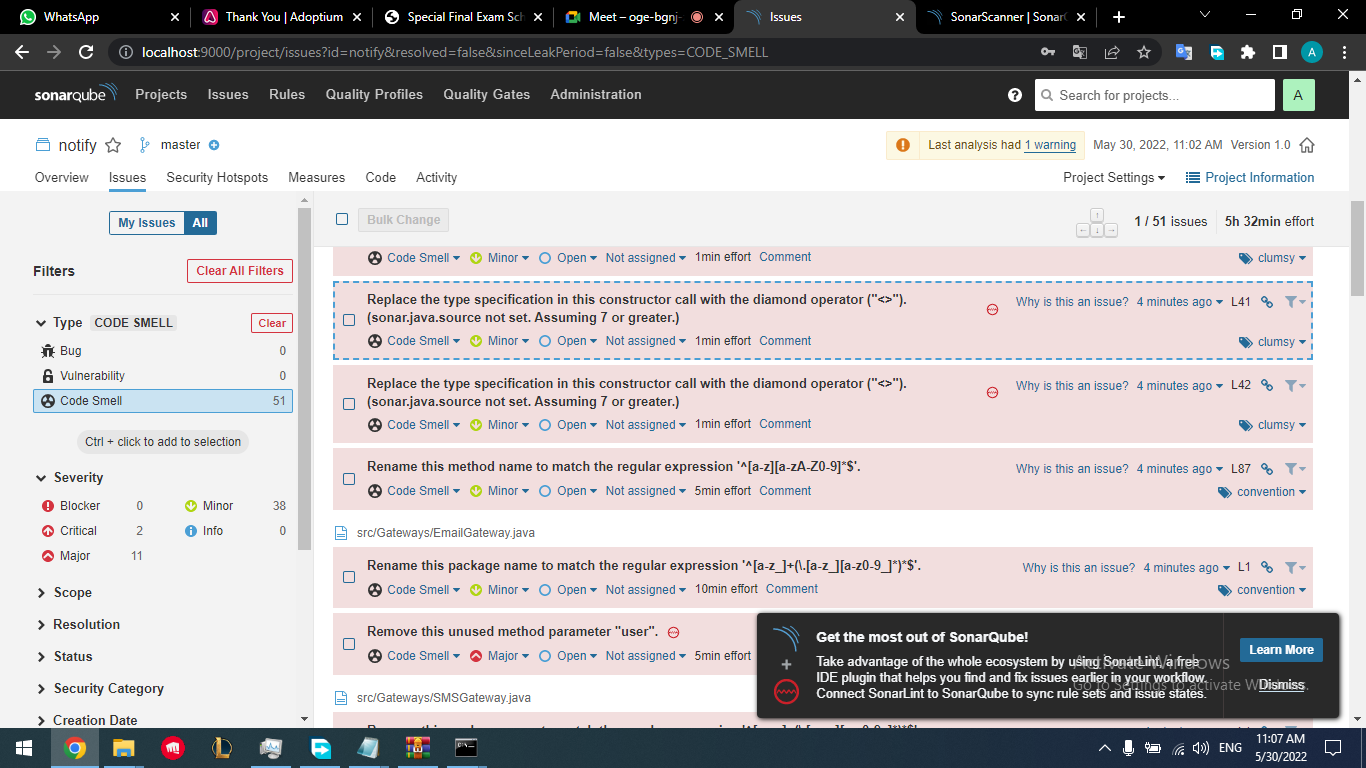 WhatsApp
Thank You | Adoptium
Special Final Exam Sch
Meet – oge-bgnj-
Issues
SonarScanner | Sonar
localhost:9000/project/issues?id=notify&resolved=false&sinceLeakPeriod=false&types=CODE_SMELL
A
sonarqube
Projects
Issues
Rules
Quality Profiles
Quality Gates
Administration
Search for projects...
A
notify
master
Last analysis had 1 warning
May 30, 2022, 11:02 AM
Version 1.0
Overview
Issues
Security Hotspots
Measures
Code
Activity
Project Settings
Project Information
My Issues
All
Filters
Clear All Filters
Type
CODE SMELL
Clear
Bug 0
Vulnerability 0
Code Smell 51
Ctrl + click to add to selection
Severity
Blocker 0
Minor 38
Critical 2
Info 0
Major 11
Scope
Resolution
Status
Security Category
Creation Date
Bulk Change
1 / 51 issues
5h 32min effort
Code Smell Minor Open Not assigned 1min effort Comment
clumsy
Replace the type specification in this constructor call with the diamond operator ("<>").
(sonar.java.source not set. Assuming 7 or greater.)
Why is this an issue? 4 minutes ago L41
Code Smell Minor Open Not assigned 1min effort Comment
clumsy
Replace the type specification in this constructor call with the diamond operator ("<>").
(sonar.java.source not set. Assuming 7 or greater.)
Why is this an issue? 4 minutes ago L42
Code Smell Minor Open Not assigned 1min effort Comment
clumsy
Rename this method name to match the regular expression '^[a-z][a-zA-Z0-9]*$'.
Why is this an issue? 4 minutes ago L87
Code Smell Minor Open Not assigned 5min effort Comment
convention
src/Gateways/EmailGateway.java
Rename this package name to match the regular expression '^[a-z_]+(\.[a-z_][a-z0-9_]*)*$'.
Why is this an issue? 4 minutes ago L1
Code Smell Minor Open Not assigned 10min effort Comment
convention
Remove this unused method parameter "user".
Code Smell Major Open Not assigned 5min effort
src/Gateways/SMSGateway.java
Get the most out of SonarQube!
Take advantage of the whole ecosystem by using SonarLint, a free
IDE plugin that helps you find and fix issues earlier in your workflow.
Connect SonarLint to SonarQube to sync rule sets and issue states.
Learn More
Dismiss
Activate Windows
Go to Settings to activate Windows.
ENG
11:07 AM
5/30/2022